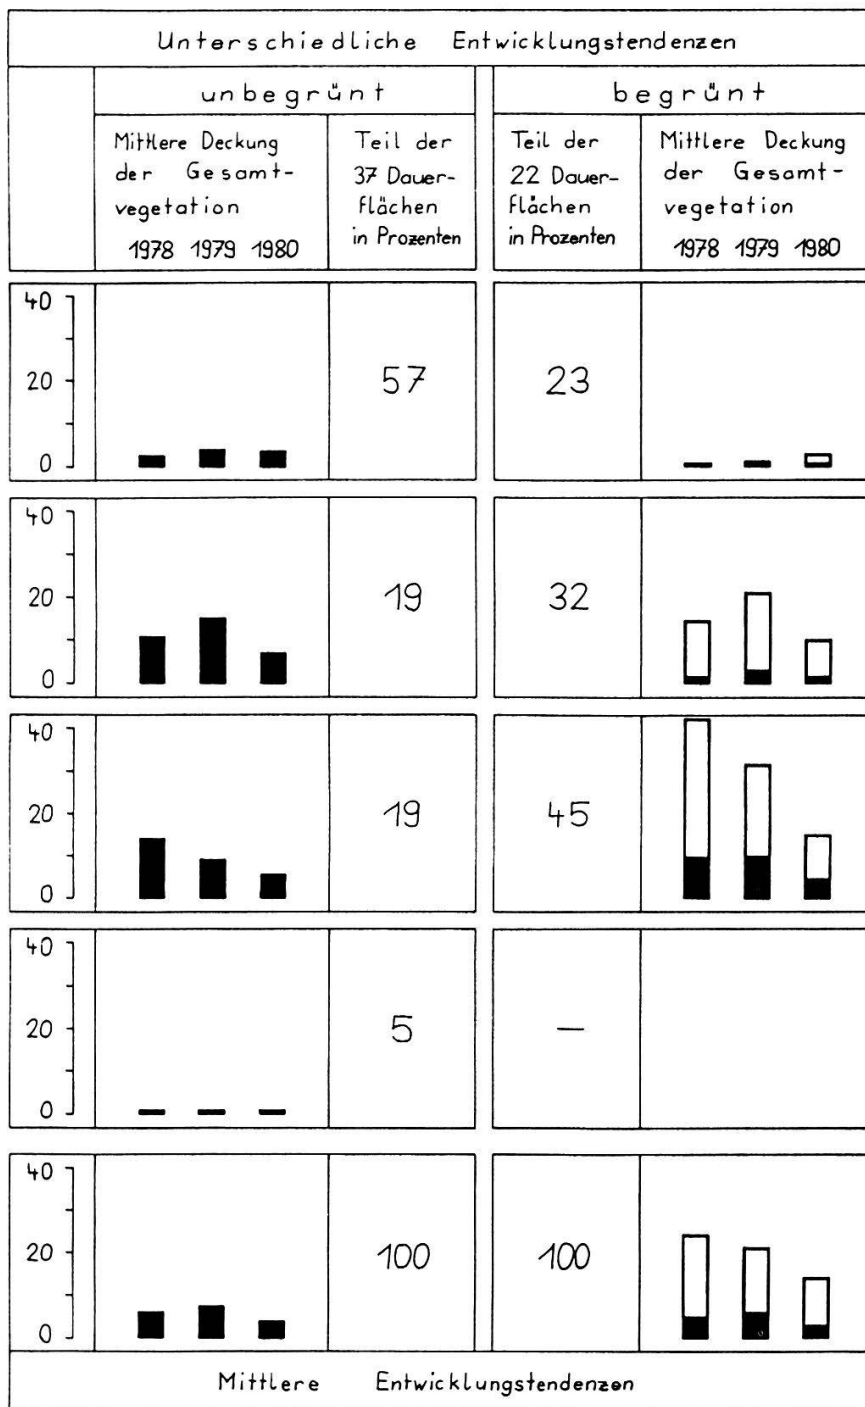 Unterschiedliche Entwicklungstendenzen
unbegrünt
begrünt
Mittlere Deckung
der Gesamt-
vegetation
1978 1979 1980
Teil der
37 Dauer-
flächen
in Prozenten
Teil der
22 Dauer-
flächen
in Prozenten
Mittlere Deckung
der Gesamt-
vegetation
1978 1979 1980
40
20
0
57
23
40
20
0
19
32
40
20
0
19
45
40
20
0
5
–
40
20
0
100
100
Mittlere Entwicklungstendenzen